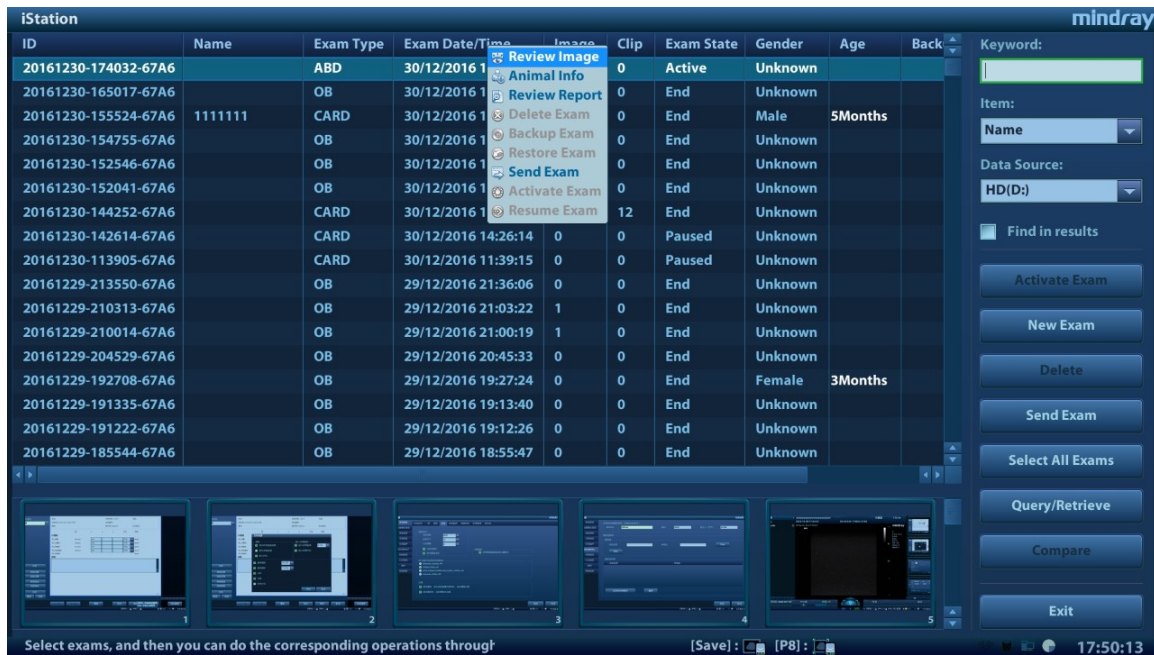 iStation mindray
ID Name Exam Type Exam Date/Time Image Clip Exam State Gender Age Back
20161230-174032-67A6 ABD 30/12/2016 1 0 Active Unknown
20161230-165017-67A6 OB 30/12/2016 1 0 End Unknown
20161230-155524-67A6 1111111 CARD 30/12/2016 1 0 End Male 5Months
20161230-154755-67A6 OB 30/12/2016 1 0 End Unknown
20161230-152546-67A6 OB 30/12/2016 1 0 End Unknown
20161230-152041-67A6 OB 30/12/2016 1 0 End Unknown
20161230-144252-67A6 CARD 30/12/2016 1 12 End Unknown
20161230-142614-67A6 CARD 30/12/2016 14:26:14 0 0 Paused Unknown
20161230-113905-67A6 CARD 30/12/2016 11:39:15 0 0 Paused Unknown
20161229-213550-67A6 OB 29/12/2016 21:36:06 0 0 End Unknown
20161229-210313-67A6 OB 29/12/2016 21:03:22 1 0 End Unknown
20161229-210014-67A6 OB 29/12/2016 21:00:19 1 0 End Unknown
20161229-204529-67A6 OB 29/12/2016 20:45:33 0 0 End Unknown
20161229-192708-67A6 OB 29/12/2016 19:27:24 0 0 End Female 3Months
20161229-191335-67A6 OB 29/12/2016 19:13:40 0 0 End Unknown
20161229-191222-67A6 OB 29/12/2016 19:12:26 0 0 End Unknown
20161229-185544-67A6 OB 29/12/2016 18:55:47 0 0 End Unknown
Review Image
Animal Info
Review Report
Delete Exam
Backup Exam
Restore Exam
Send Exam
Activate Exam
Resume Exam
Keyword:
Item:
Name
Data Source:
HD(D:)
Find in results
Activate Exam
New Exam
Delete
Send Exam
Select All Exams
Query/Retrieve
Compare
Exit
1 2 3 4 5
Select exams, and then you can do the corresponding operations through [Save] : [P8] : 17:50:13